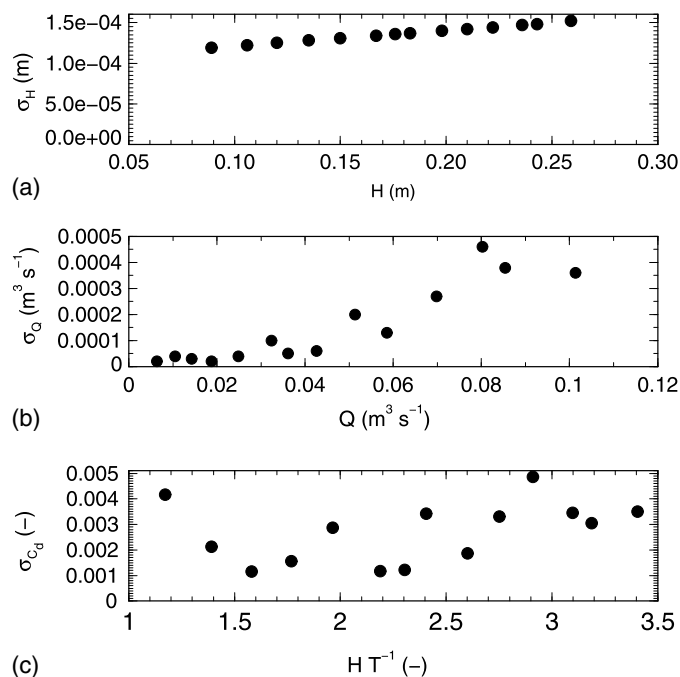 1.5e−04
1.0e−04
5.0e−05
0.0e+00
σH (m)
0.05 0.10 0.15 0.20 0.25 0.30
H (m)
(a)
0.0005
0.0004
0.0003
0.0002
0.0001
0
σQ (m³ s⁻¹)
0 0.02 0.04 0.06 0.08 0.1 0.12
Q (m³ s⁻¹)
(b)
0.005
0.004
0.003
0.002
0.001
0
σCd (−)
1 1.5 2 2.5 3 3.5
H T⁻¹ (−)
(c)